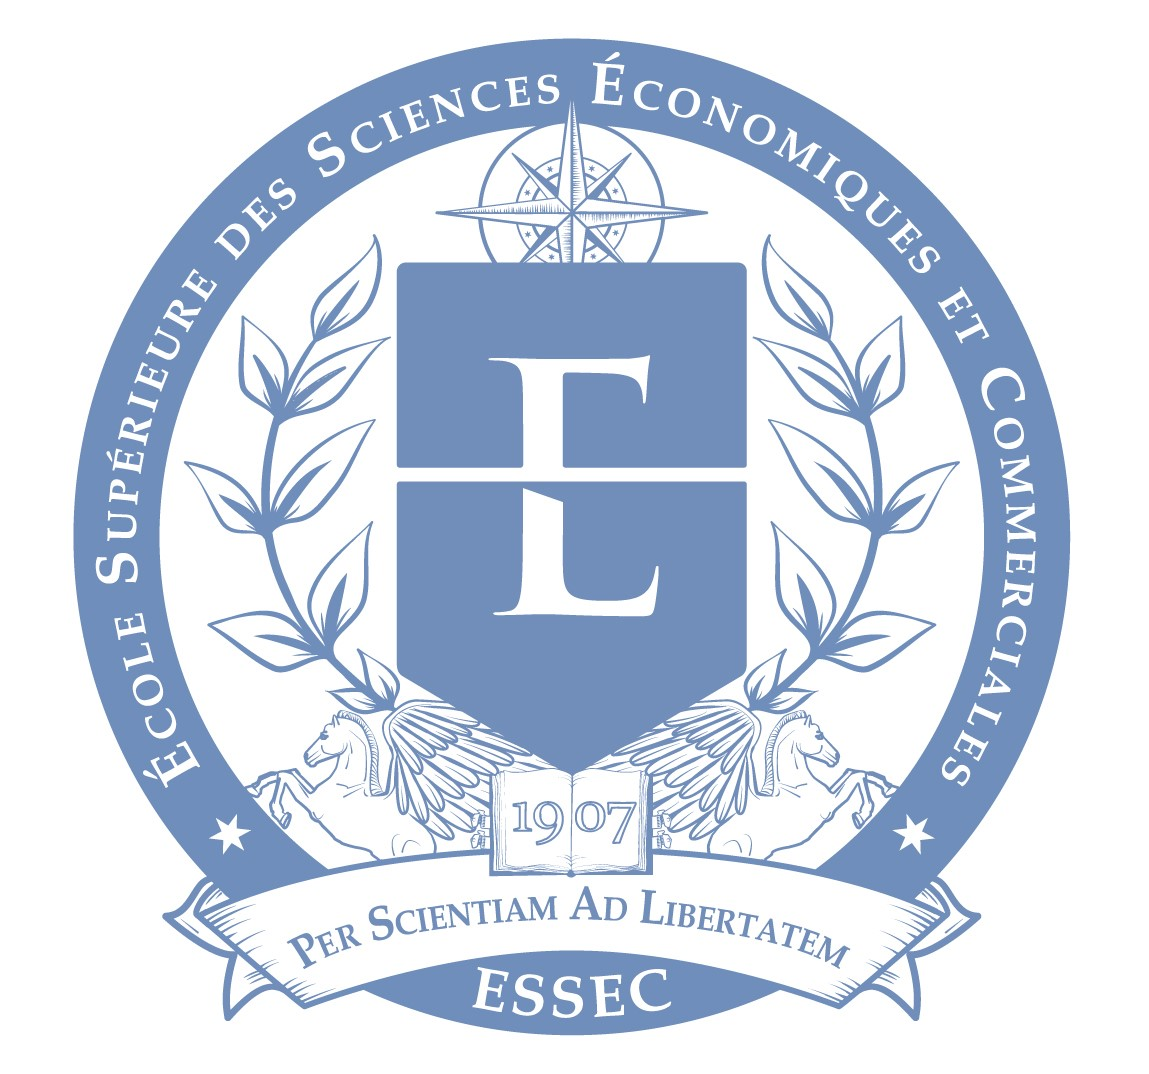 École Supérieure des Sciences Économiques et Commerciales
E
1907
Per Scientiam Ad Libertatem
ESSEC